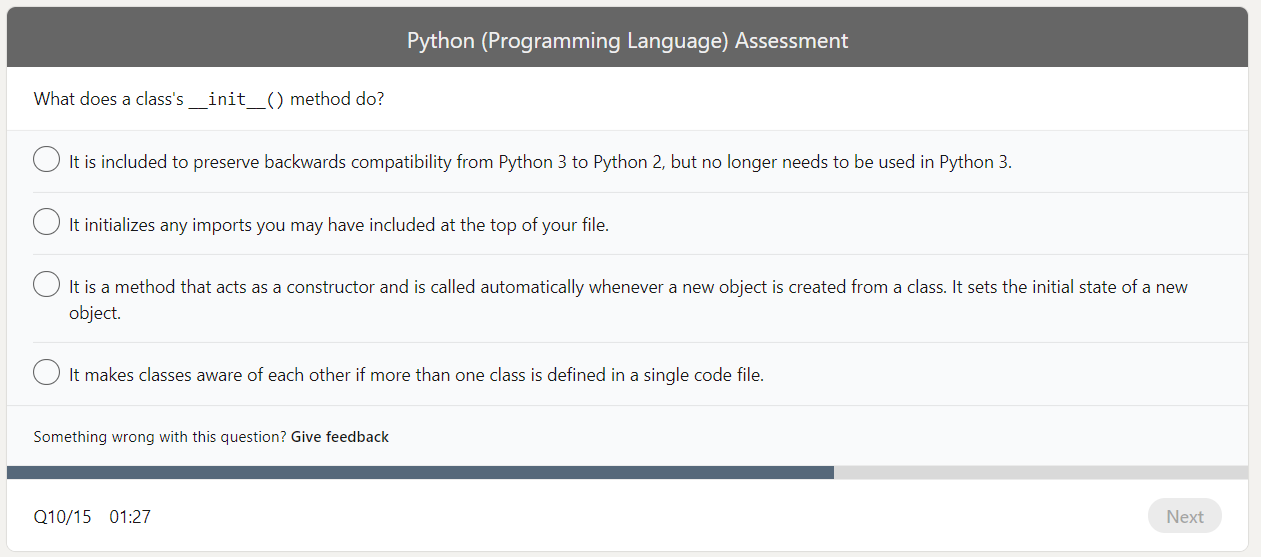 Python (Programming Language) Assessment
What does a class's __init__() method do?
It is included to preserve backwards compatibility from Python 3 to Python 2, but no longer needs to be used in Python 3.
It initializes any imports you may have included at the top of your file.
It is a method that acts as a constructor and is called automatically whenever a new object is created from a class. It sets the initial state of a new
object.
It makes classes aware of each other if more than one class is defined in a single code file.
Something wrong with this question? Give feedback
Q10/15 01:27
Next